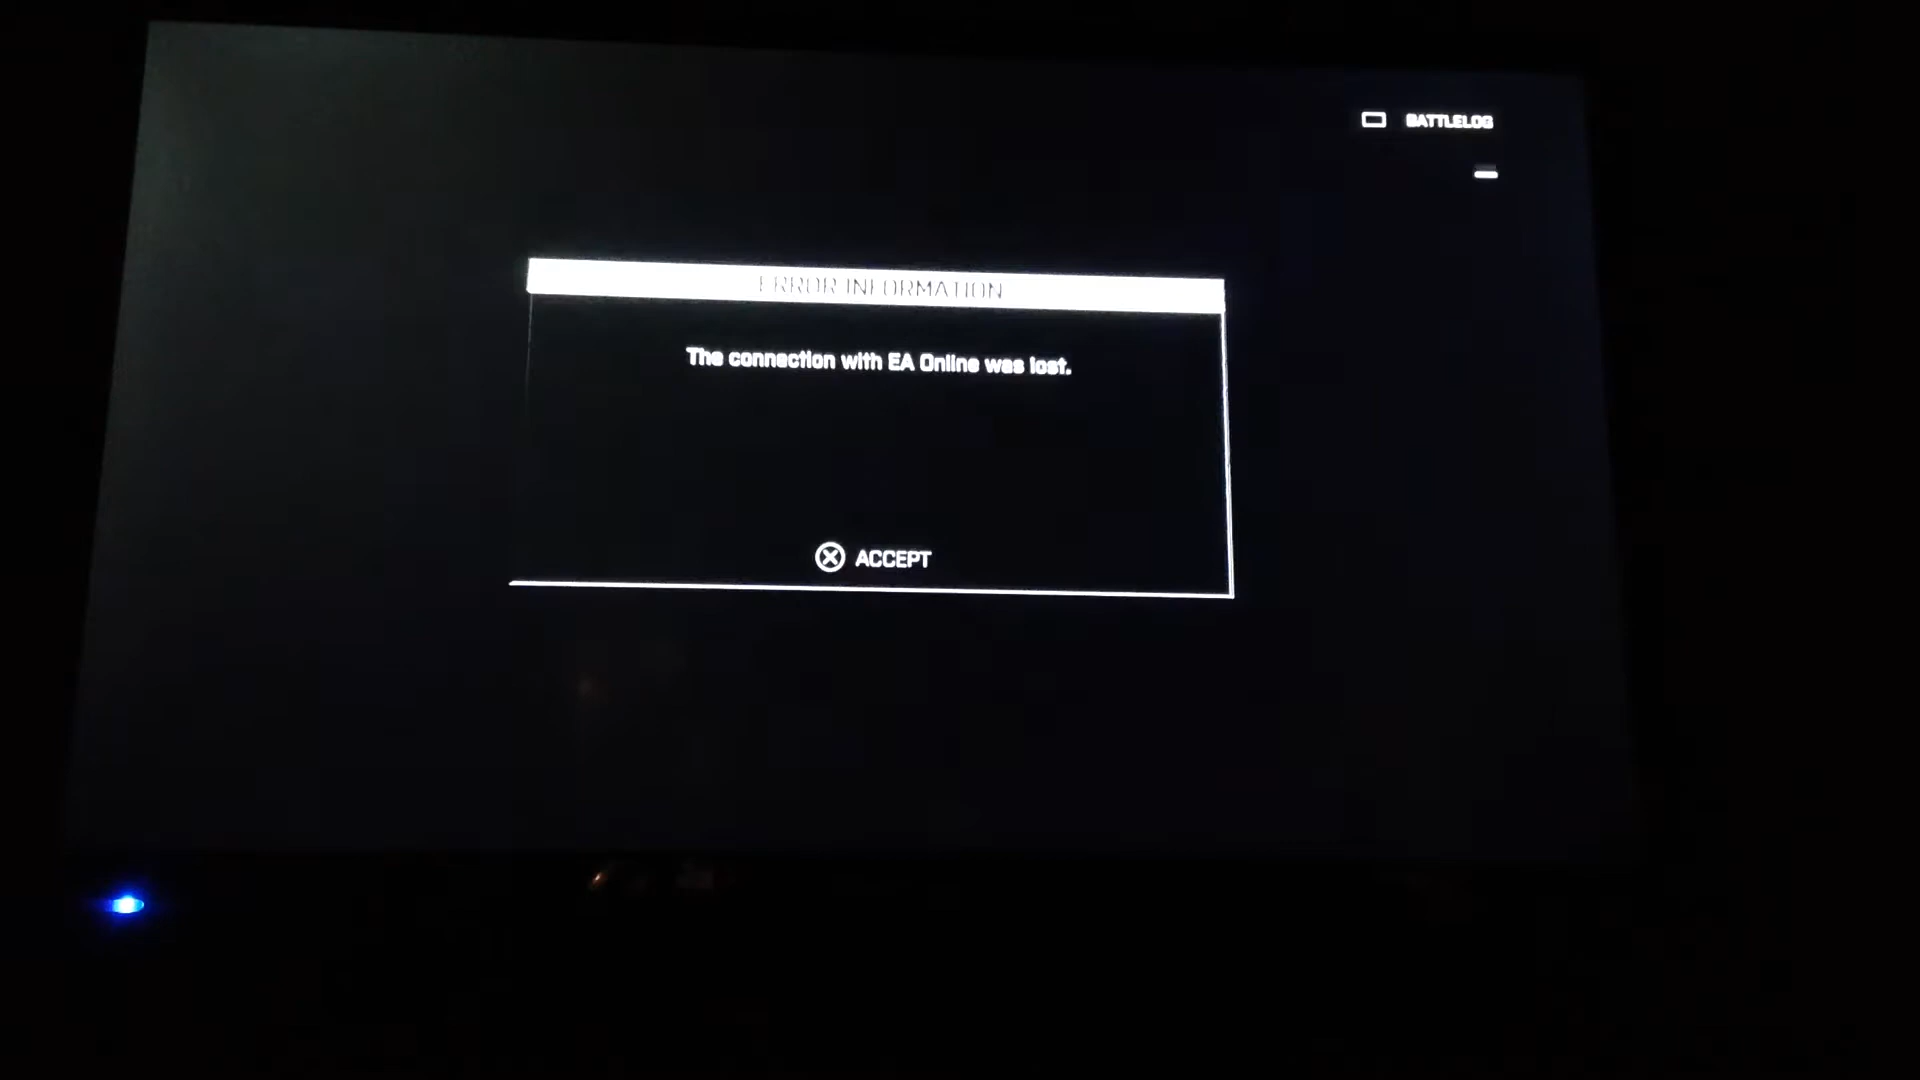 BATTLELOG
ERROR INFORMATION
The connection with EA Online was lost.
ACCEPT